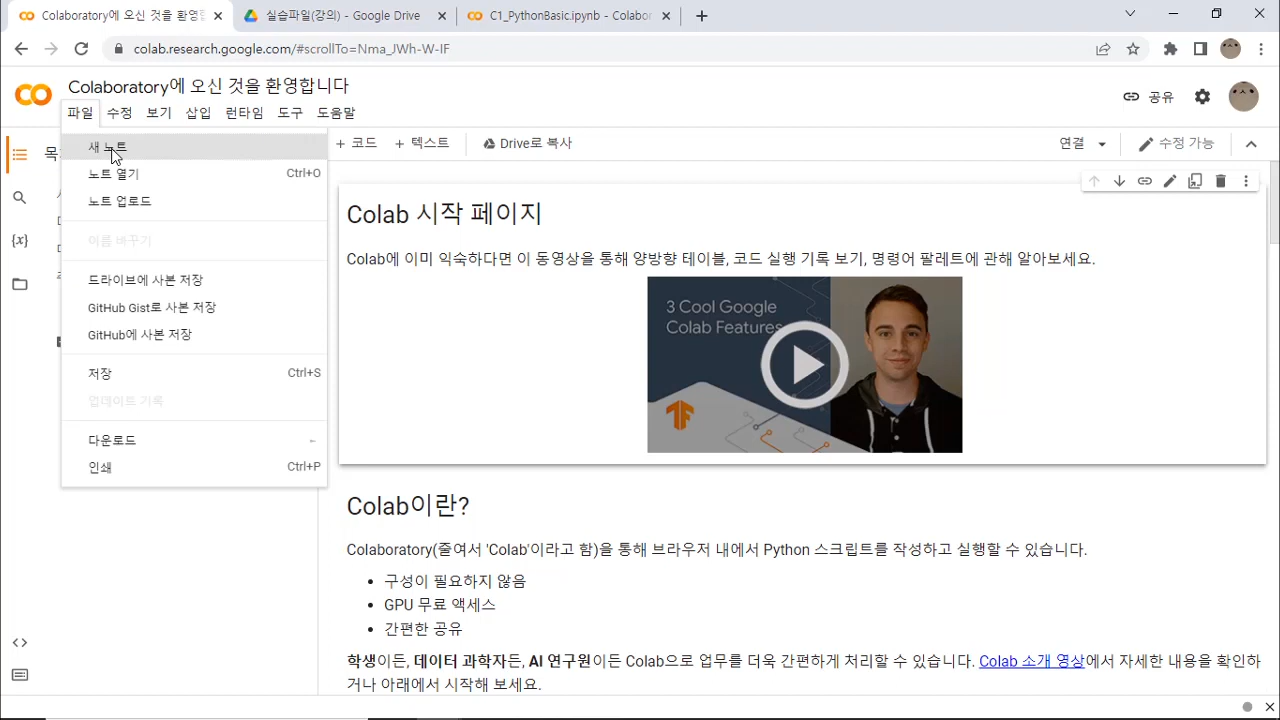 Colaboratory에 오신 것을 환영합
실습파일(강의) - Google Drive
C1_PythonBasic.ipynb - Colabor
colab.research.google.com/#scrollTo=Nma_JWh-W-IF
Colaboratory에 오신 것을 환영합니다
파일 수정 보기 삽입 런타임 도구 도움말
공유
+ 코드 + 텍스트 Drive로 복사
연결
수정 가능
새 노트
노트 열기 Ctrl+O
노트 업로드
이름 바꾸기
드라이브에 사본 저장
GitHub Gist로 사본 저장
GitHub에 사본 저장
저장 Ctrl+S
업데이트 기록
다운로드
인쇄 Ctrl+P
{x}
Colab 시작 페이지
Colab에 이미 익숙하다면 이 동영상을 통해 양방향 테이블, 코드 실행 기록 보기, 명령어 팔레트에 관해 알아보세요.
3 Cool Google
Colab Features
Colab이란?
Colaboratory(줄여서 'Colab'이라고 함)을 통해 브라우저 내에서 Python 스크립트를 작성하고 실행할 수 있습니다.
• 구성이 필요하지 않음
• GPU 무료 액세스
• 간편한 공유
학생이든, 데이터 과학자든, AI 연구원이든 Colab으로 업무를 더욱 간편하게 처리할 수 있습니다. Colab 소개 영상에서 자세한 내용을 확인하
거나 아래에서 시작해 보세요.